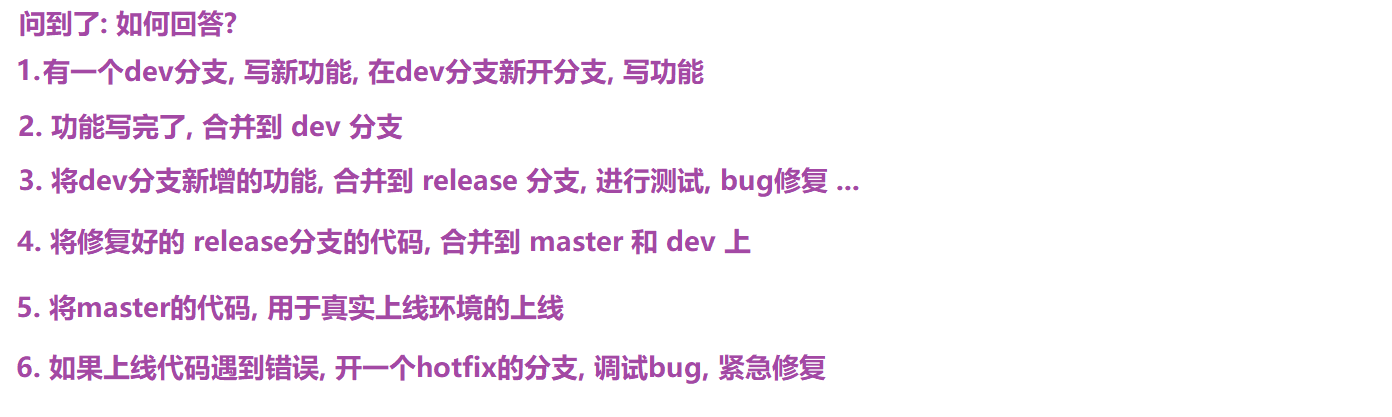 问到了: 如何回答?
1.有一个dev分支, 写新功能, 在dev分支新开分支, 写功能
2. 功能写完了, 合并到 dev 分支
3. 将dev分支新增的功能, 合并到 release 分支, 进行测试, bug修复 ...
4. 将修复好的 release分支的代码, 合并到 master 和 dev 上
5. 将master的代码, 用于真实上线环境的上线
6. 如果上线代码遇到错误, 开一个hotfix的分支, 调试bug, 紧急修复